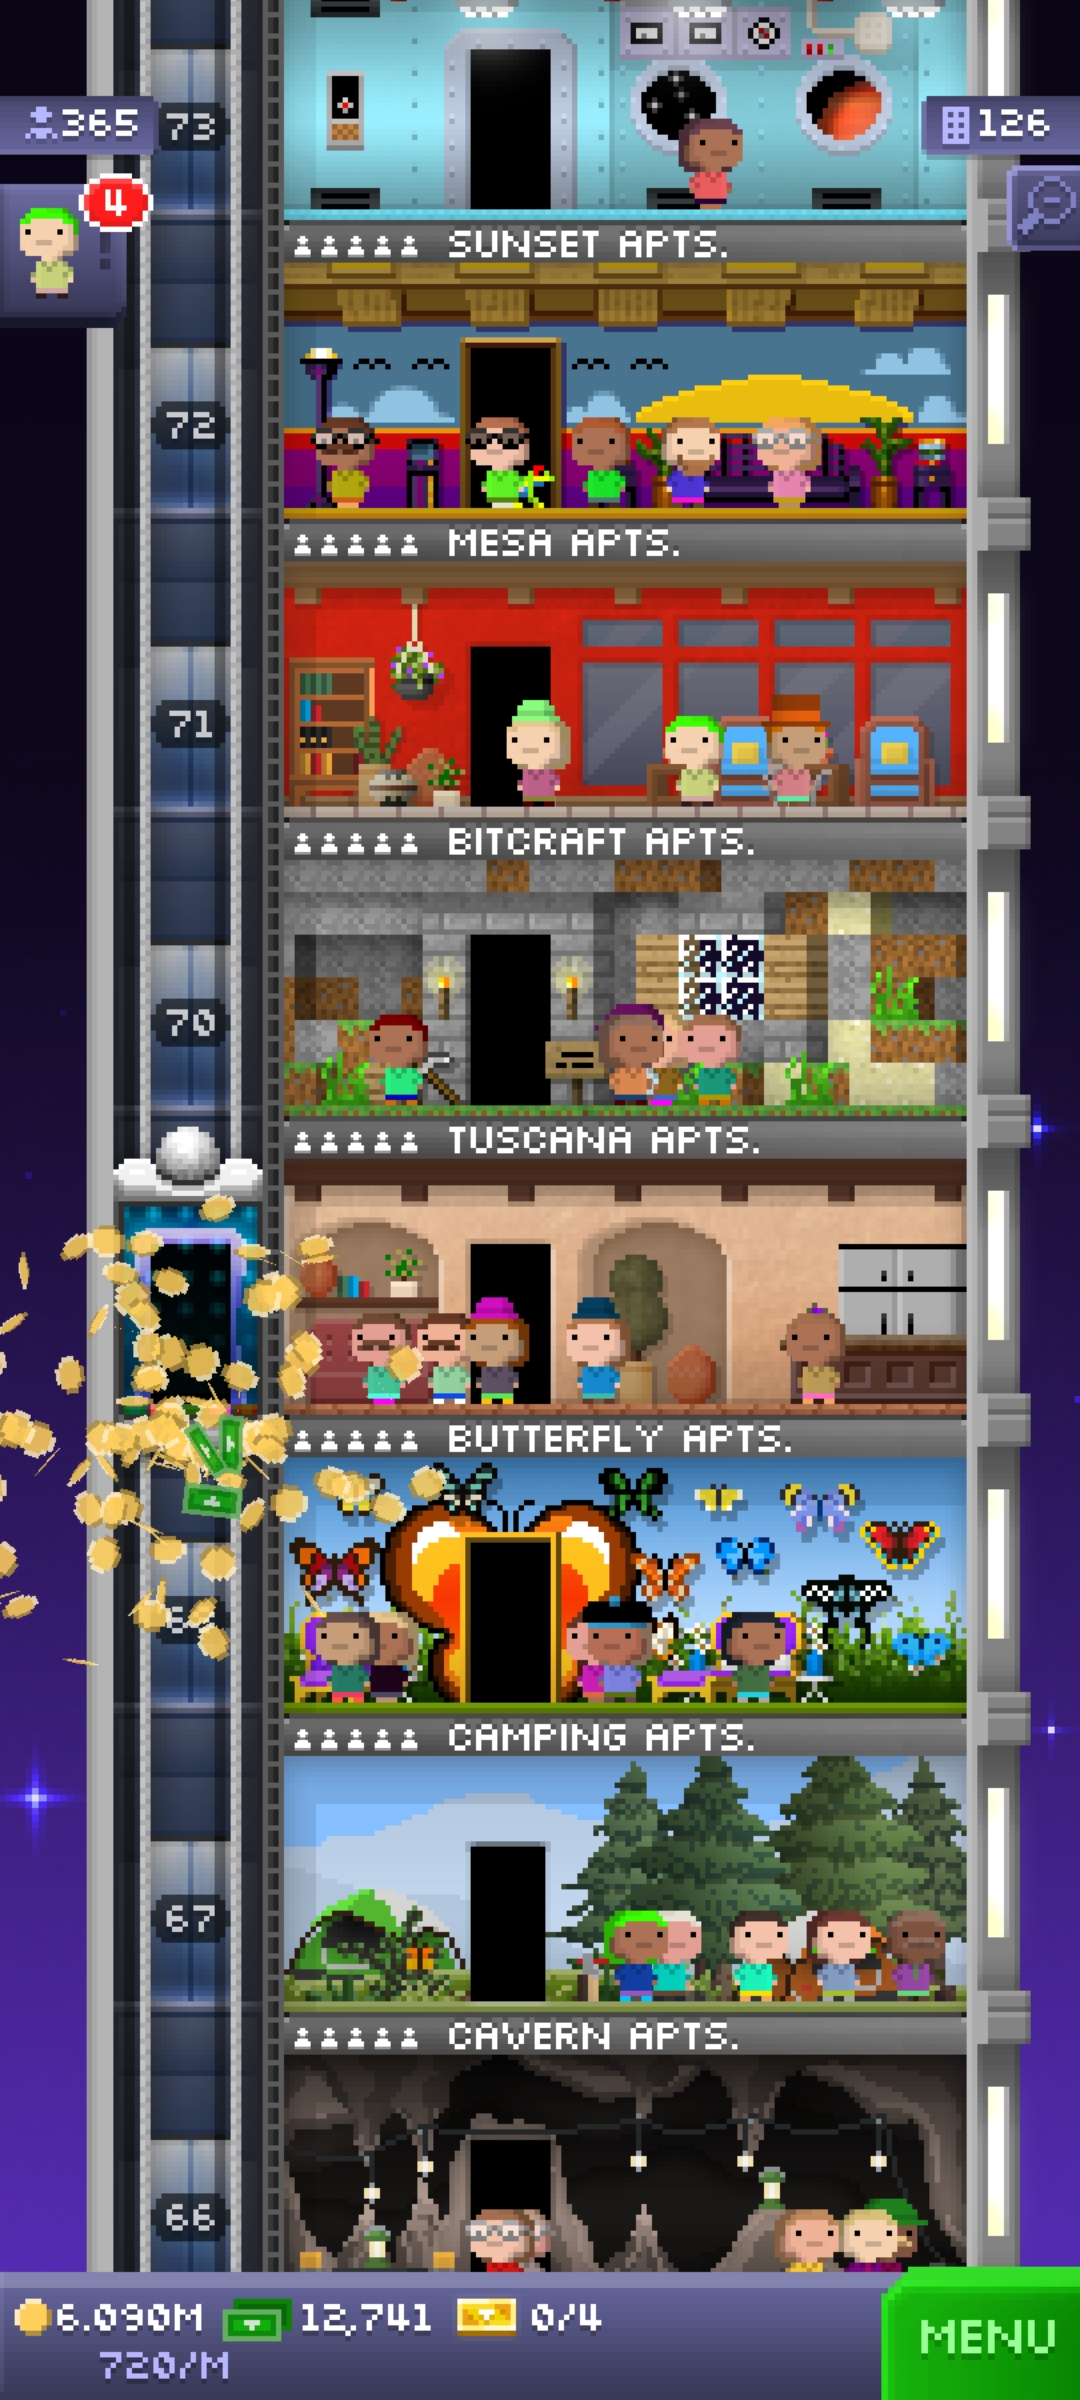 365
73
126
4
SUNSET APTS.
72
MESA APTS.
71
BITCRAFT APTS.
70
TUSCANA APTS.
BUTTERFLY APTS.
CAMPING APTS.
67
CAVERN APTS.
66
6.090M 12,741 0/4
720/M
MENU